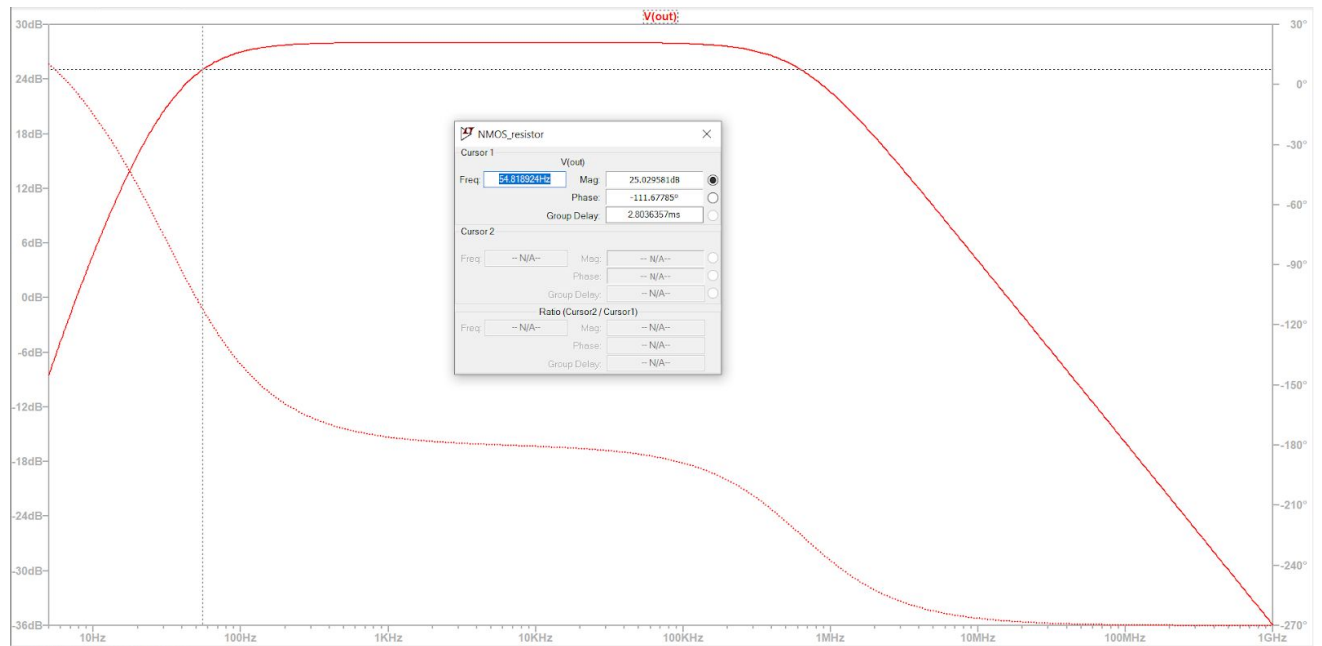 V(out)
30dB
24dB
18dB
12dB
6dB
0dB
-6dB
-12dB
-18dB
-24dB
-30dB
-36dB
30°
0°
-30°
-60°
-90°
-120°
-150°
-180°
-210°
-240°
-270°
NMOS_resistor
Cursor 1
V(out)
Freq: 54.818924Hz Mag: 25.029581dB
Phase: -111.67785°
Group Delay: 2.8036357ms
Cursor 2
Freq: -- N/A-- Mag: -- N/A--
Phase: -- N/A--
Group Delay: -- N/A--
Ratio (Cursor2 / Cursor1)
Freq: -- N/A-- Mag: -- N/A--
Phase: -- N/A--
Group Delay: -- N/A--
10Hz 100Hz 1KHz 10KHz 100KHz 1MHz 10MHz 100MHz 1GHz